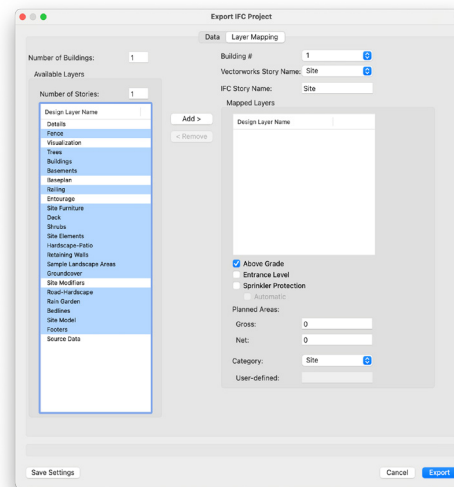 Export IFC Project
Data Layer Mapping
Number of Buildings: 1
Available Layers
Number of Stories: 1
Design Layer Name
Details
Fence
Visualization
Trees
Buildings
Basements
Baseplan
Railing
Entourage
Site Furniture
Deck
Shrubs
Site Elements
Hardscape-Patio
Retaining Walls
Sample Landscape Areas
Groundcover
Site Modifiers
Road-Hardscape
Rain Garden
Bedlines
Site Model
Footers
Source Data
Add >
< Remove
Building # 1
Vectorworks Story Name: Site
IFC Story Name: Site
Mapped Layers
Design Layer Name
Above Grade
Entrance Level
Sprinkler Protection
Automatic
Planned Areas:
Gross: 0
Net: 0
Category: Site
User-defined:
Save Settings
Cancel
Export